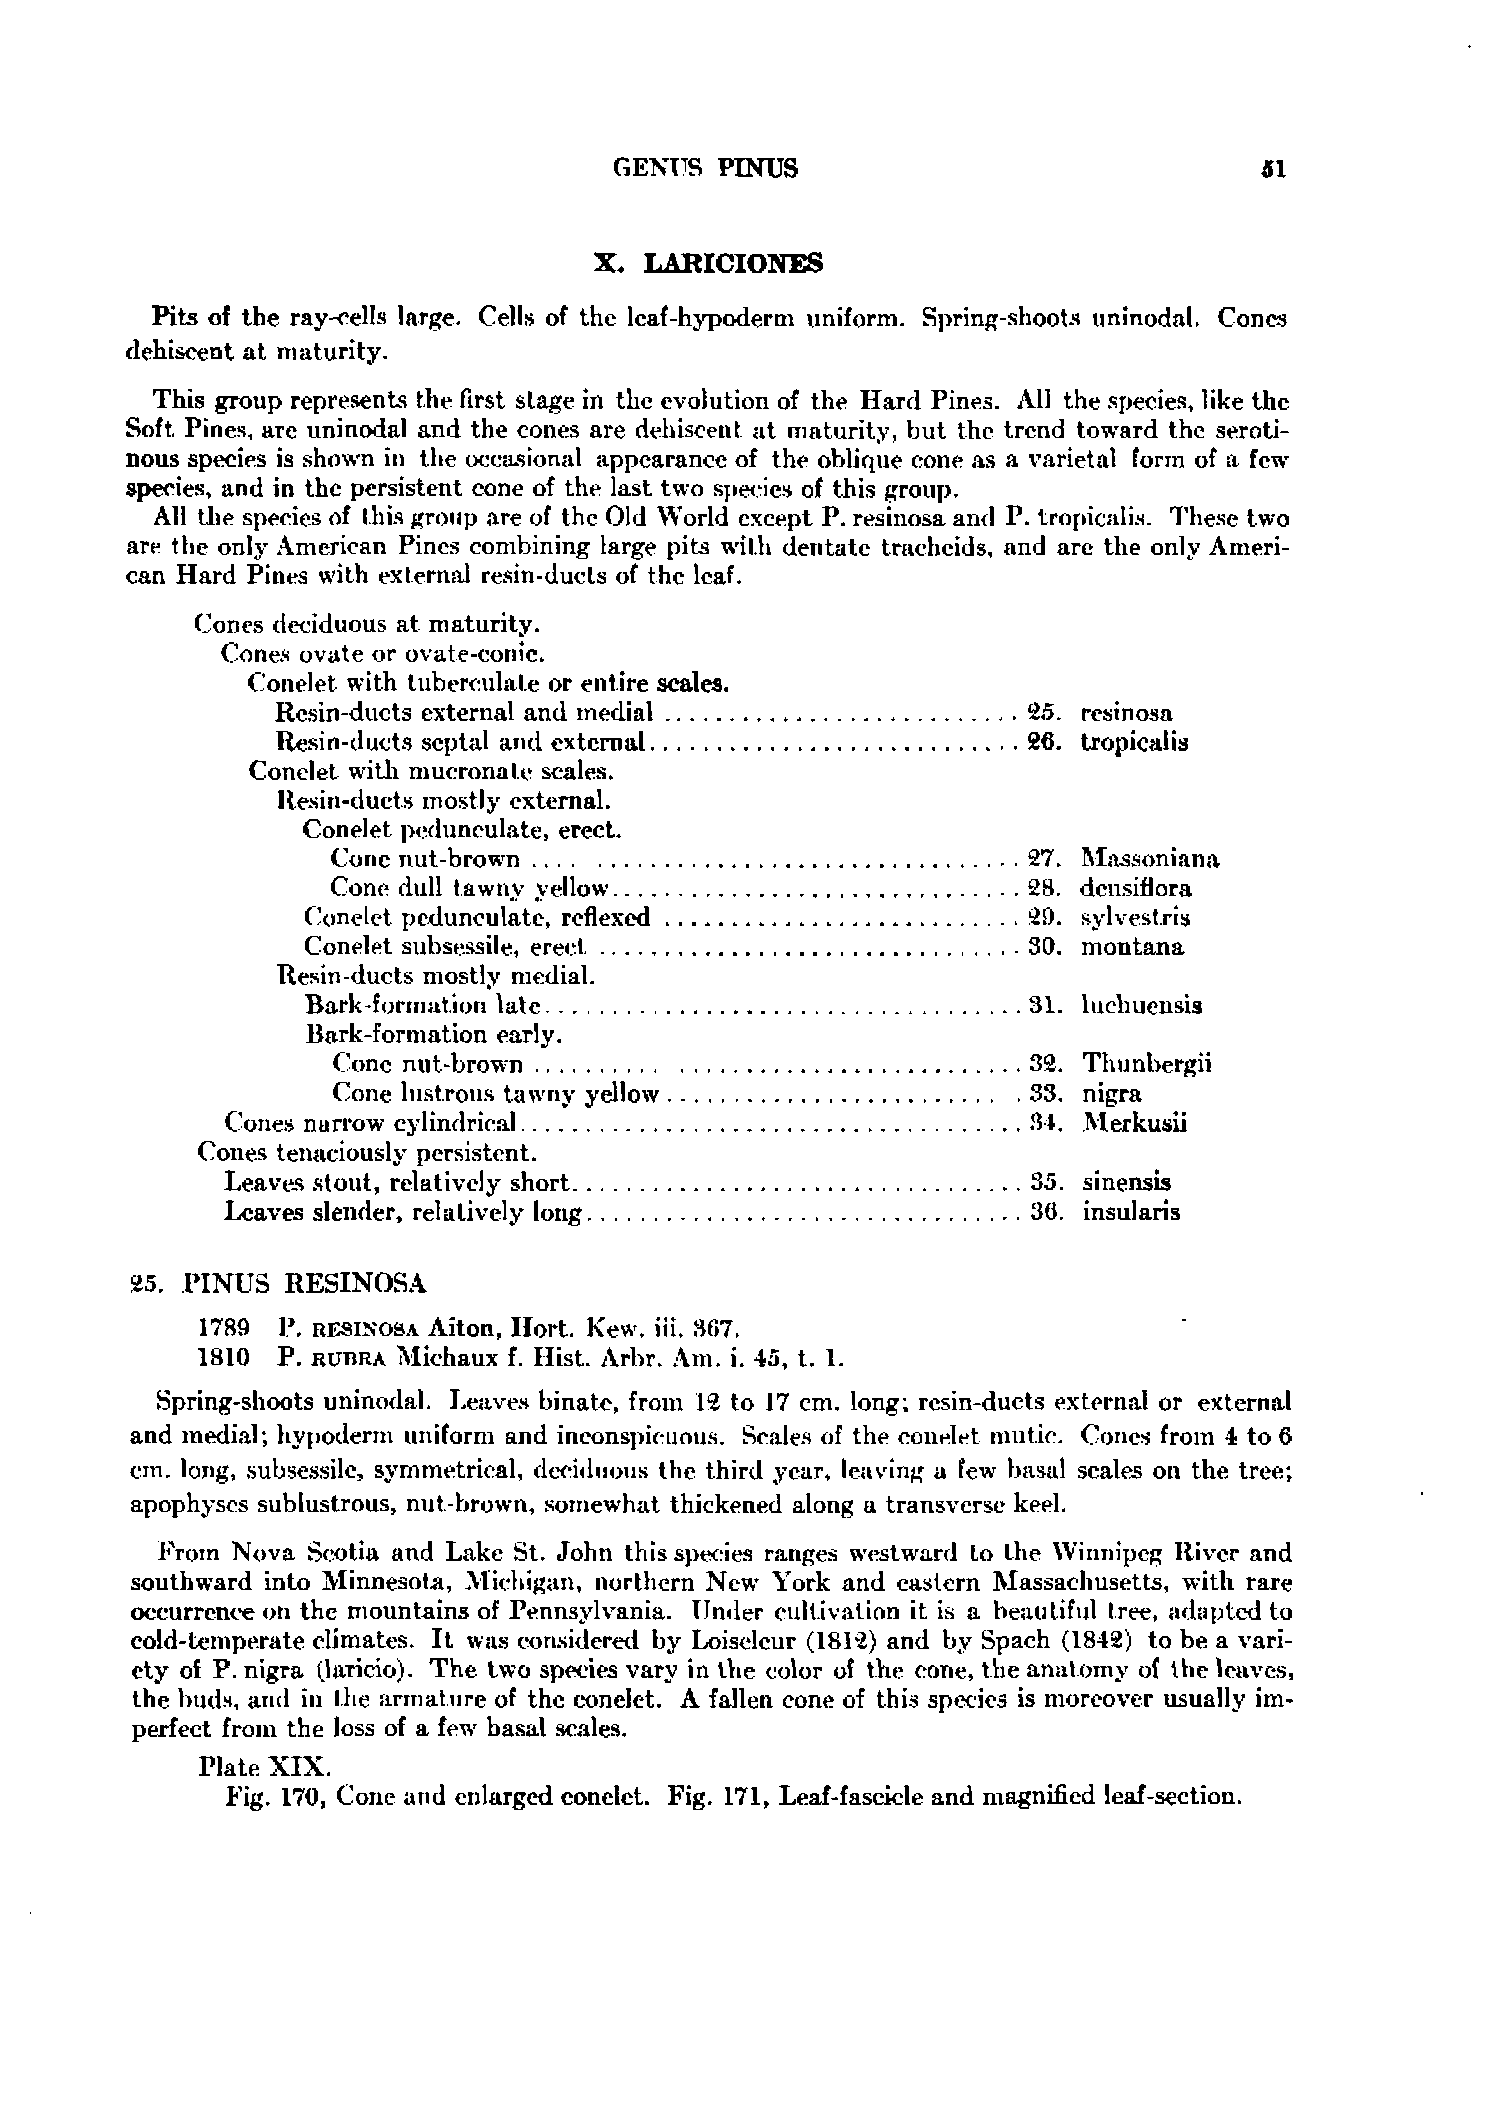 GENUS PINUS 51
X. LARICIONES
Pits of the ray-cells large. Cells of the leaf-hypoderm uniform. Spring-shoots uninodal. Cones
dehiscent at maturity.
This group represents the first stage in the evolution of the Hard Pines. All the species, like the
Soft Pines, are uninodal and the cones are dehiscent at maturity, but the trend toward the seroti-
nous species is shown in the occasional appearance of the oblique cone as a varietal form of a few
species, and in the persistent cone of the last two species of this group.
All the species of this group are of the Old World except P. resinosa and P. tropicalis. These two
are the only American Pines combining large pits with dentate tracheids, and are the only Ameri-
can Hard Pines with external resin-ducts of the leaf.
Cones deciduous at maturity.
Cones ovate or ovate-conic.
Conelet with tuberculate or entire scales.
Resin-ducts external and medial ........................... 25. resinosa
Resin-ducts septal and external............................ 26. tropicalis
Conelet with mucronate scales.
Resin-ducts mostly external.
Conelet pedunculate, erect.
Cone nut-brown .... ................................ 27. Massoniana
Cone dull tawny yellow............................... 28. densiflora
Conelet pedunculate, reflexed ........................... 29. sylvestris
Conelet subsessile, erect ................................ 30. montana
Resin-ducts mostly medial.
Bark-formation late.................................... 31. luchuensis
Bark-formation early.
Cone nut-brown .......... .......................... 32. Thunbergii
Cone lustrous tawny yellow......................... . 33. nigra
Cones narrow cylindrical...................................... 34. Merkusii
Cones tenaciously persistent.
Leaves stout, relatively short.................................. 35. sinensis
Leaves slender, relatively long................................. 36. insularis
25. PINUS RESINOSA
1789 P. RESINOSA Aiton, Hort. Kew. iii. 367.
1810 P. RUBRA Michaux f. Hist. Arbr. Am. i. 45, t. 1.
Spring-shoots uninodal. Leaves binate, from 12 to 17 cm. long; resin-ducts external or external
and medial; hypoderm uniform and inconspicuous. Scales of the conelet mutic. Cones from 4 to 6
cm. long, subsessile, symmetrical, deciduous the third year, leaving a few basal scales on the tree;
apophyses sublustrous, nut-brown, somewhat thickened along a transverse keel.
From Nova Scotia and Lake St. John this species ranges westward to the Winnipeg River and
southward into Minnesota, Michigan, northern New York and eastern Massachusetts, with rare
occurrence on the mountains of Pennsylvania. Under cultivation it is a beautiful tree, adapted to
cold-temperate climates. It was considered by Loiseleur (1812) and by Spach (1842) to be a vari-
ety of P. nigra (laricio). The two species vary in the color of the cone, the anatomy of the leaves,
the buds, and in the armature of the conelet. A fallen cone of this species is moreover usually im-
perfect from the loss of a few basal scales.
Plate XIX.
Fig. 170, Cone and enlarged conelet. Fig. 171, Leaf-fascicle and magnified leaf-section.